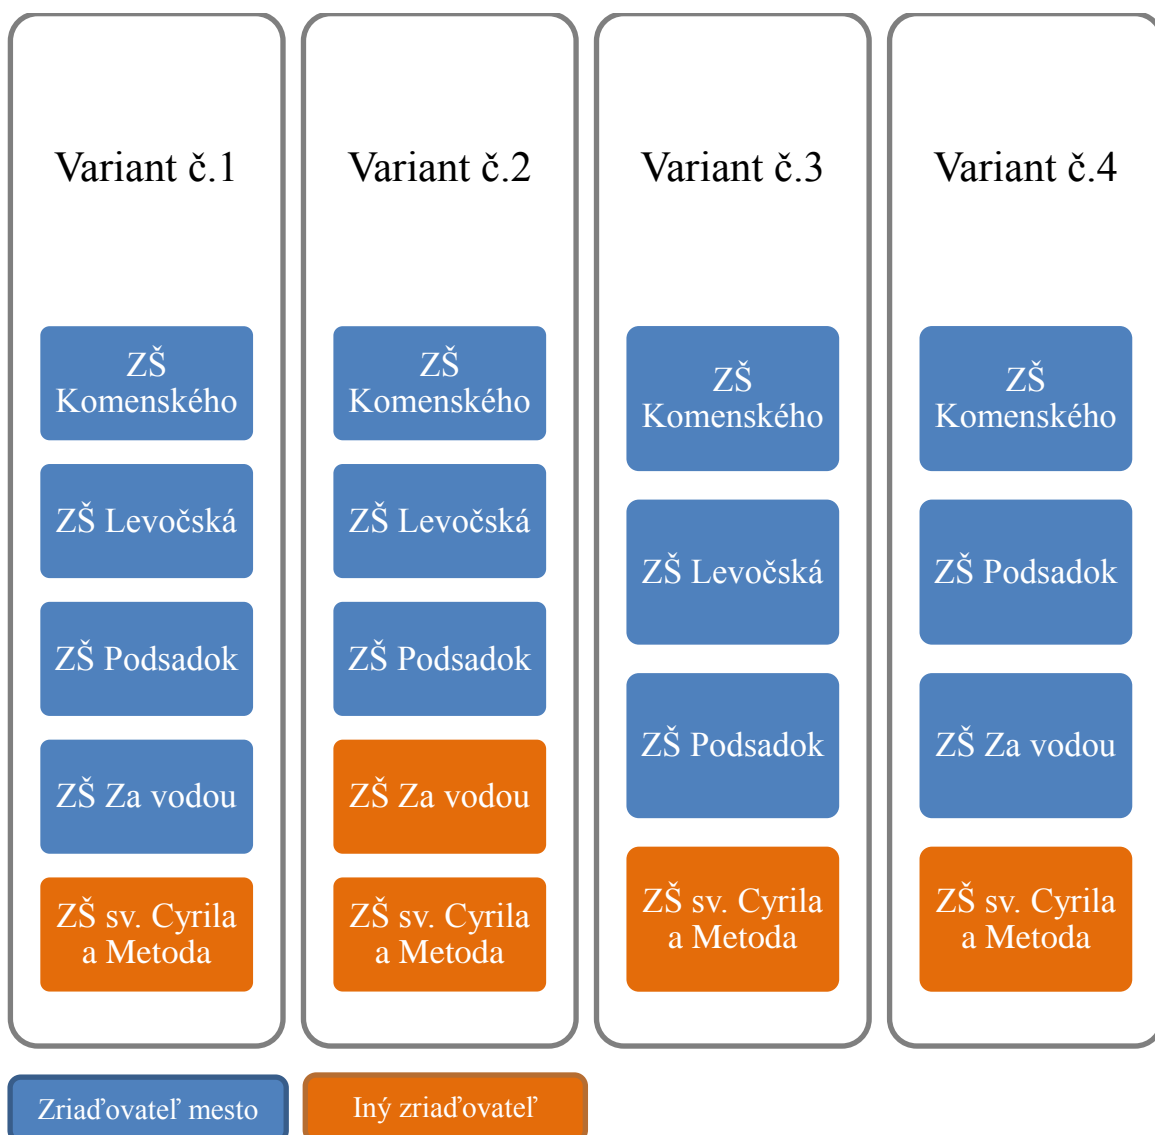 Variant č.1
ZŠ
Komenského
ZŠ Levočská
ZŠ Podsadok
ZŠ Za vodou
ZŠ sv. Cyrila
a Metoda
Variant č.2
ZŠ
Komenského
ZŠ Levočská
ZŠ Podsadok
ZŠ Za vodou
ZŠ sv. Cyrila
a Metoda
Variant č.3
ZŠ
Komenského
ZŠ Levočská
ZŠ Podsadok
ZŠ sv. Cyrila
a Metoda
Variant č.4
ZŠ
Komenského
ZŠ Podsadok
ZŠ Za vodou
ZŠ sv. Cyrila
a Metoda
Zriaďovateľ mesto
Iný zriaďovateľ